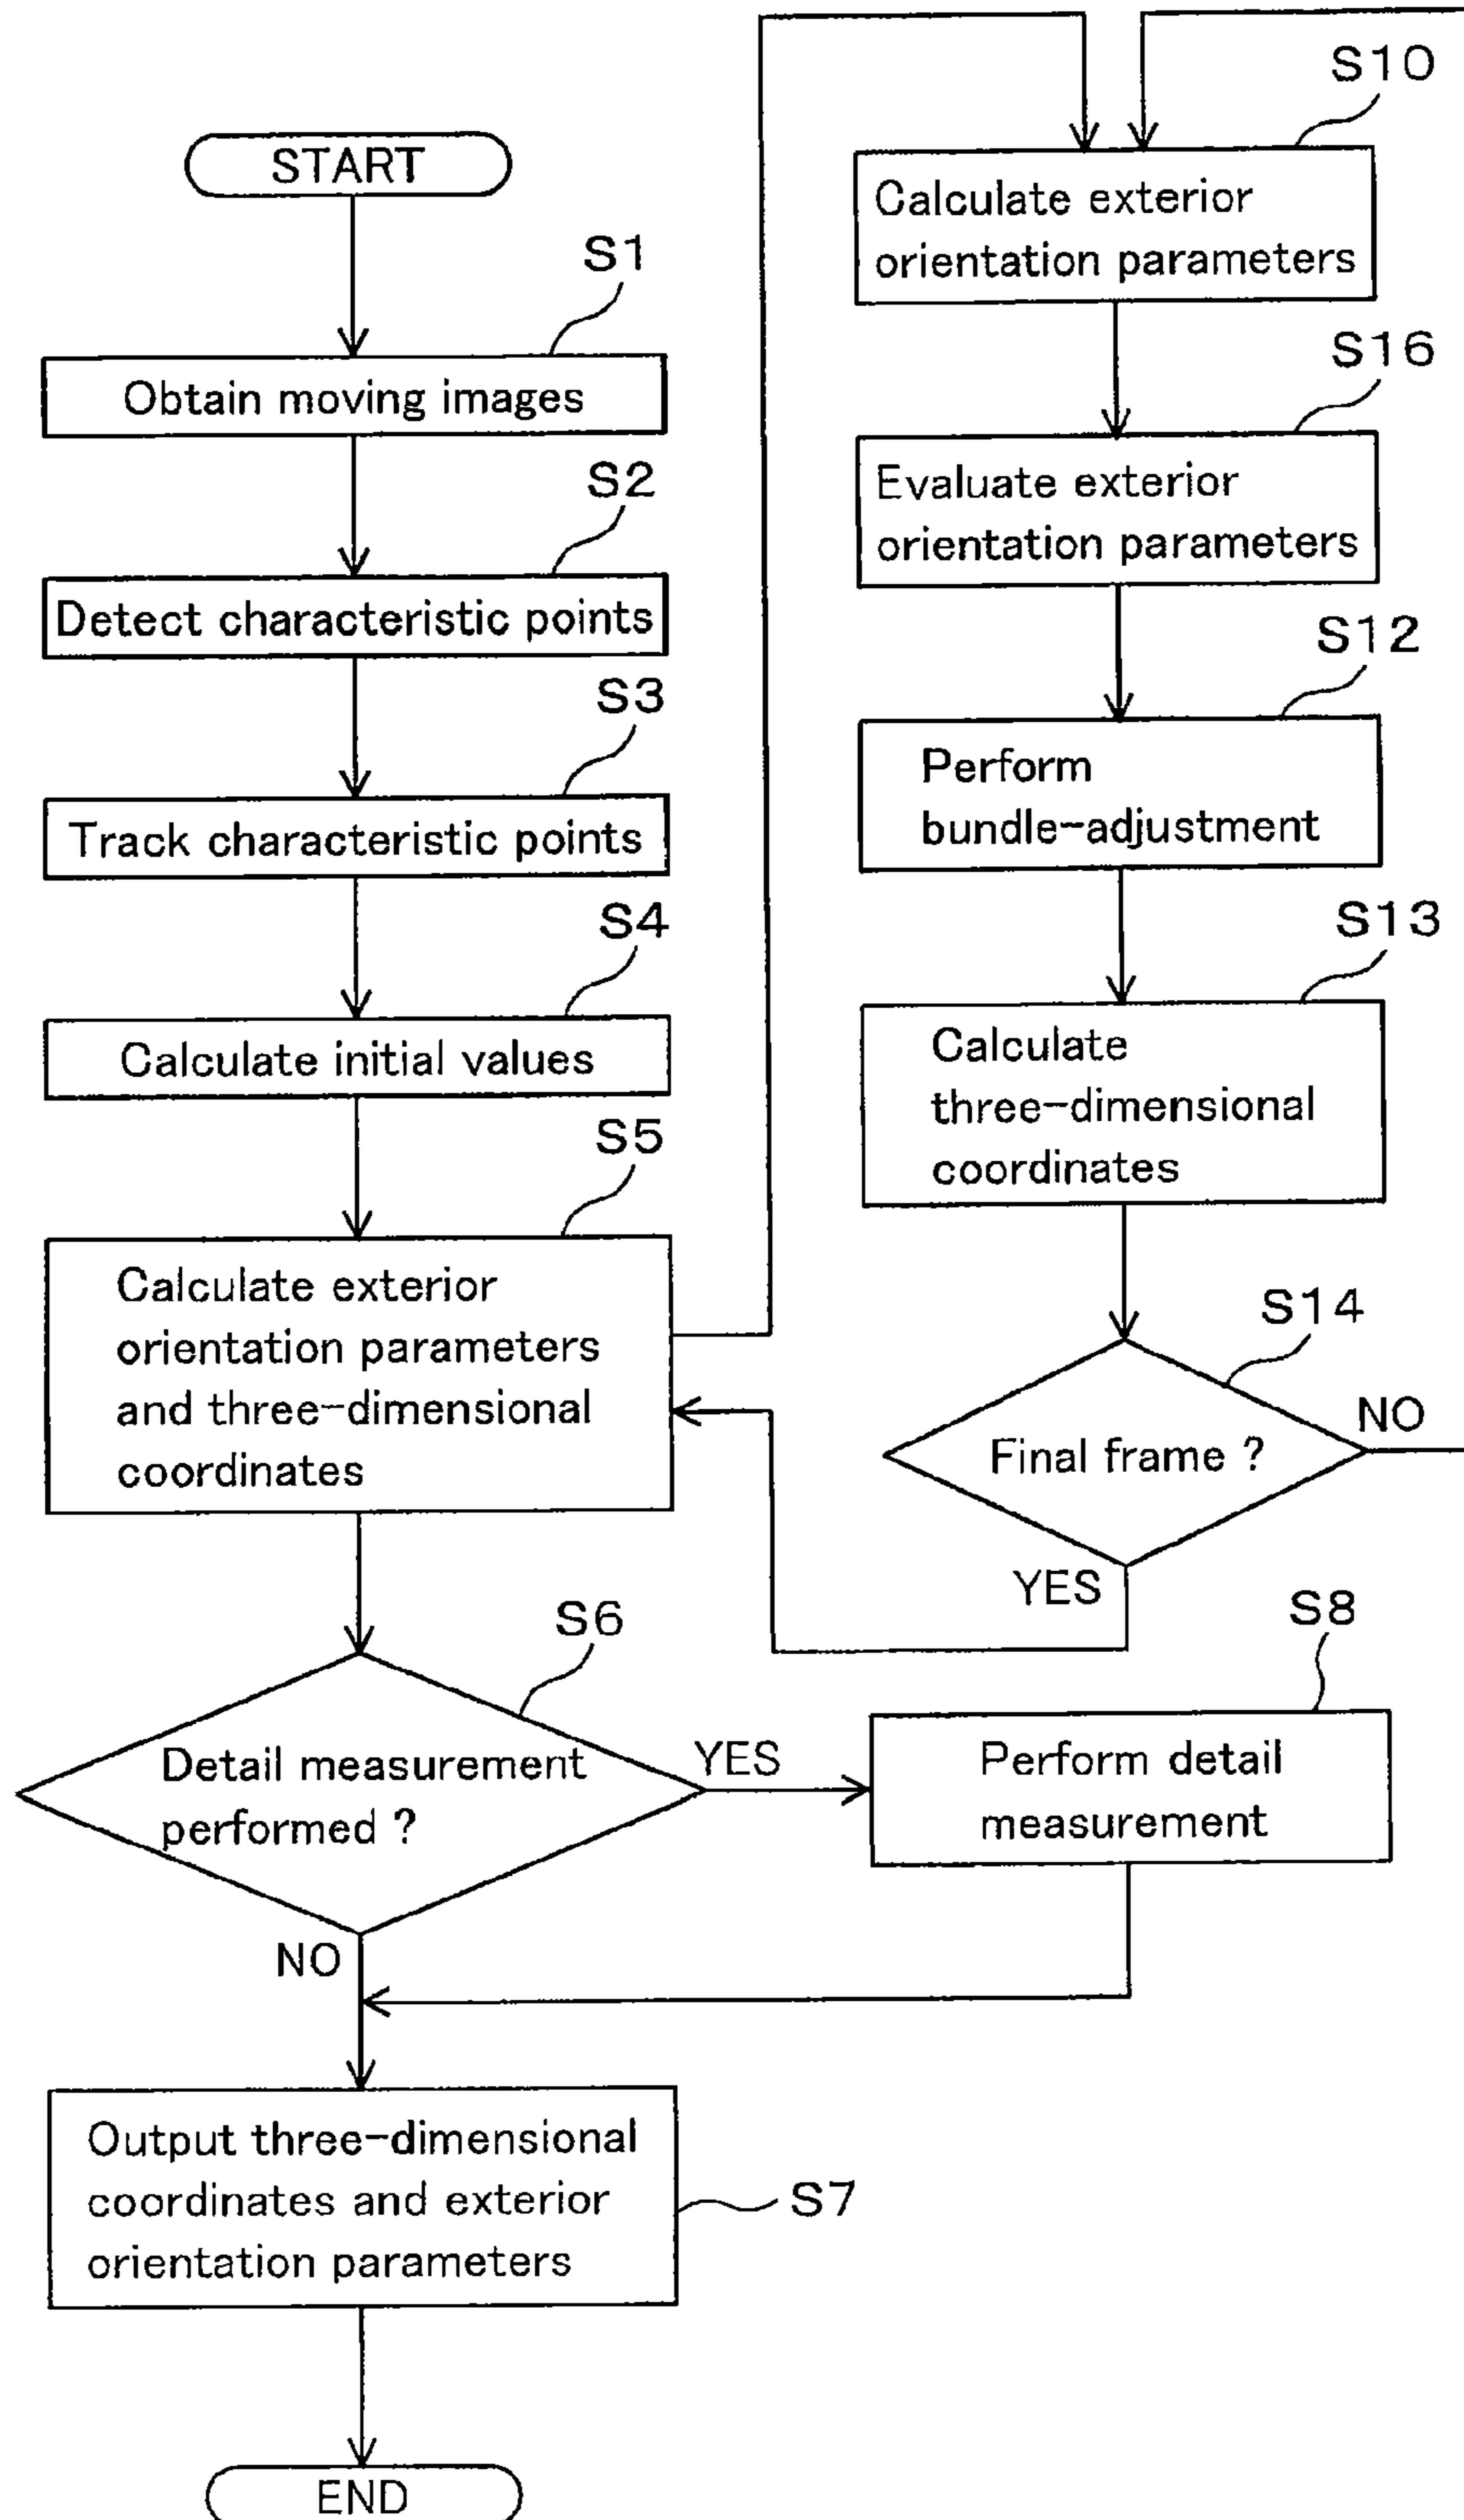 START
S1
Obtain moving images
S2
Detect characteristic points
S3
Track characteristic points
S4
Calculate initial values
S5
Calculate exterior
orientation parameters
and three-dimensional
coordinates
S6
Detail measurement
performed ?
YES
NO
S8
Perform detail
measurement
Output three-dimensional
coordinates and exterior
orientation parameters
S7
END
S10
Calculate exterior
orientation parameters
S16
Evaluate exterior
orientation parameters
S12
Perform
bundle-adjustment
S13
Calculate
three-dimensional
coordinates
S14
Final frame ?
NO
YES